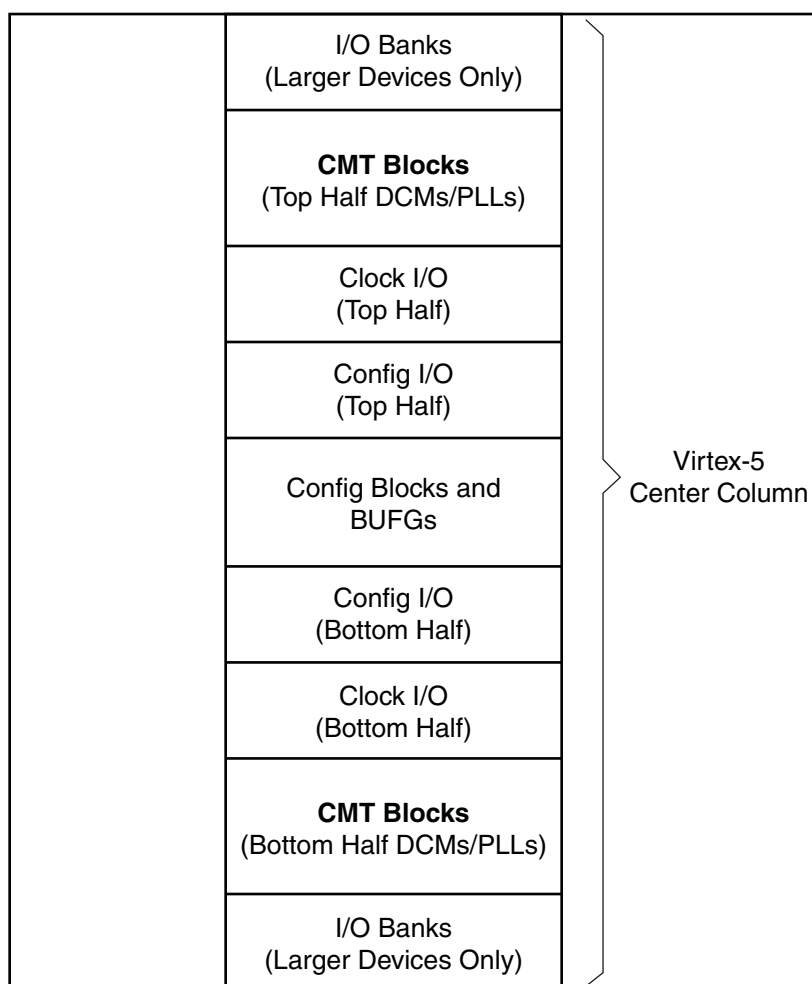 I/O Banks
(Larger Devices Only)
CMT Blocks
(Top Half DCMs/PLLs)
Clock I/O
(Top Half)
Config I/O
(Top Half)
Config Blocks and
BUFGs
Config I/O
(Bottom Half)
Clock I/O
(Bottom Half)
CMT Blocks
(Bottom Half DCMs/PLLs)
I/O Banks
(Larger Devices Only)
Virtex-5
Center Column